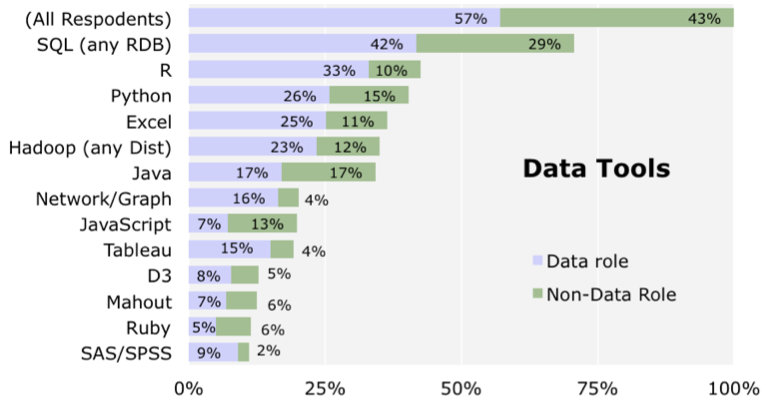 (All Respodents) 57% 43%
SQL (any RDB) 42% 29%
R 33% 10%
Python 26% 15%
Excel 25% 11%
Hadoop (any Dist) 23% 12%
Java 17% 17%
Network/Graph 16% 4%
JavaScript 7% 13%
Tableau 15% 4%
D3 8% 5%
Mahout 7% 6%
Ruby 5% 6%
SAS/SPSS 9% 2%
0% 25% 50% 75% 100%
Data Tools
Data role
Non-Data Role